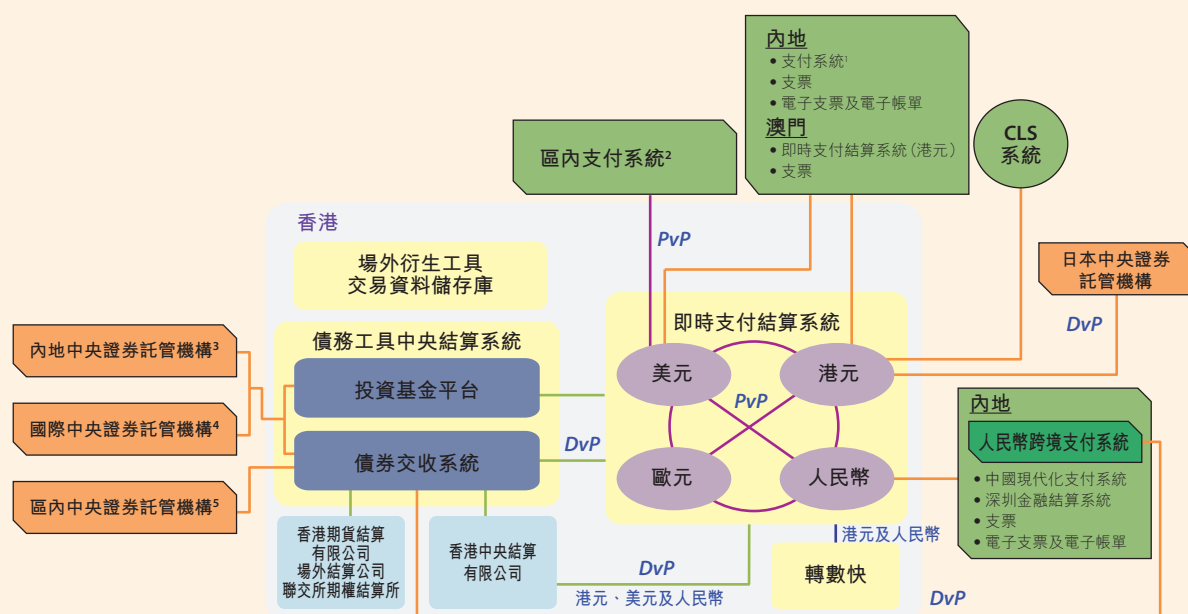 內地
• 支付系統¹
• 支票
• 電子支票及電子帳單
澳門
• 即時支付結算系統(港元)
• 支票
CLS
系統
區內支付系統²
香港
PvP
場外衍生工具
交易資料儲存庫
日本中央證券
託管機構
DvP
即時支付結算系統
債務工具中央結算系統
內地中央證券託管機構³
投資基金平台
美元
港元
PvP
國際中央證券託管機構⁴
內地
人民幣跨境支付系統
• 中國現代化支付系統
• 深圳金融結算系統
• 支票
• 電子支票及電子帳單
債券交收系統
DvP
歐元
人民幣
區內中央證券託管機構⁵
香港期貨結算
有限公司
場外結算公司
聯交所期權結算所
香港中央結算
有限公司
DvP
港元、美元及人民幣
港元及人民幣
轉數快
DvP